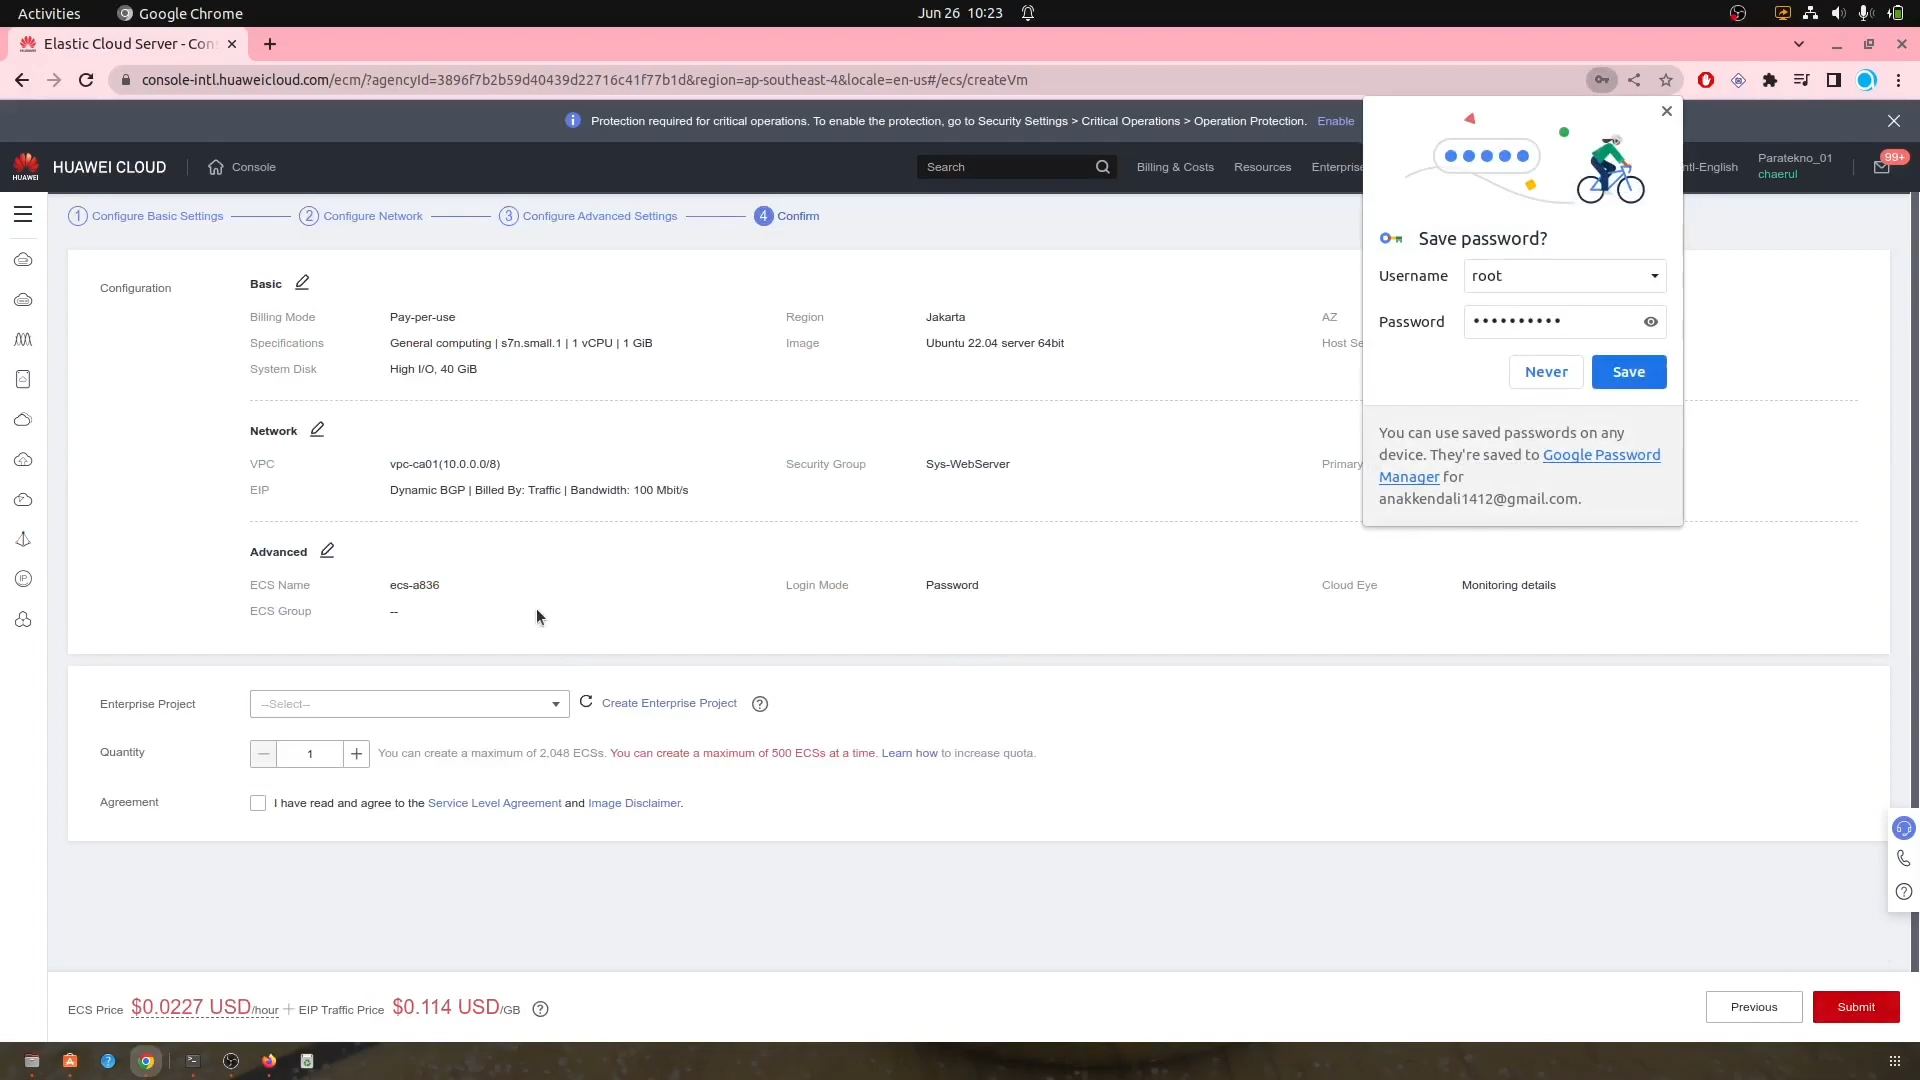 Activities
Google Chrome
Jun 26 10:23
Elastic Cloud Server - Con
console-intl.huaweicloud.com/ecm/?agencyId=3896f7b2b59d40439d22716c41f77b1d&region=ap-southeast-4&locale=en-us#/ecs/createVm
Protection required for critical operations. To enable the protection, go to Security Settings > Critical Operations > Operation Protection. Enable
HUAWEI
HUAWEI CLOUD
Console
Search
Billing & Costs
Resources
Enterprise
ntl-English
Paratekno_01
chaerul
99+
1 Configure Basic Settings
2 Configure Network
3 Configure Advanced Settings
4 Confirm
Configuration
Basic
Billing Mode Pay-per-use Region Jakarta AZ
Specifications General computing | s7n.small.1 | 1 vCPU | 1 GiB Image Ubuntu 22.04 server 64bit Host Se
System Disk High I/O, 40 GiB
Network
VPC vpc-ca01(10.0.0.0/8) Security Group Sys-WebServer Primary
EIP Dynamic BGP | Billed By: Traffic | Bandwidth: 100 Mbit/s
Advanced
ECS Name ecs-a836 Login Mode Password Cloud Eye Monitoring details
ECS Group --
Save password?
Username root
Password ••••••••••
Never
Save
You can use saved passwords on any
device. They're saved to Google Password
Manager for
anakkendali1412@gmail.com.
Enterprise Project --Select-- Create Enterprise Project ?
Quantity − 1 + You can create a maximum of 2,048 ECSs. You can create a maximum of 500 ECSs at a time. Learn how to increase quota.
Agreement I have read and agree to the Service Level Agreement and Image Disclaimer.
ECS Price $0.0227 USD/hour + EIP Traffic Price $0.114 USD/GB ?
Previous
Submit